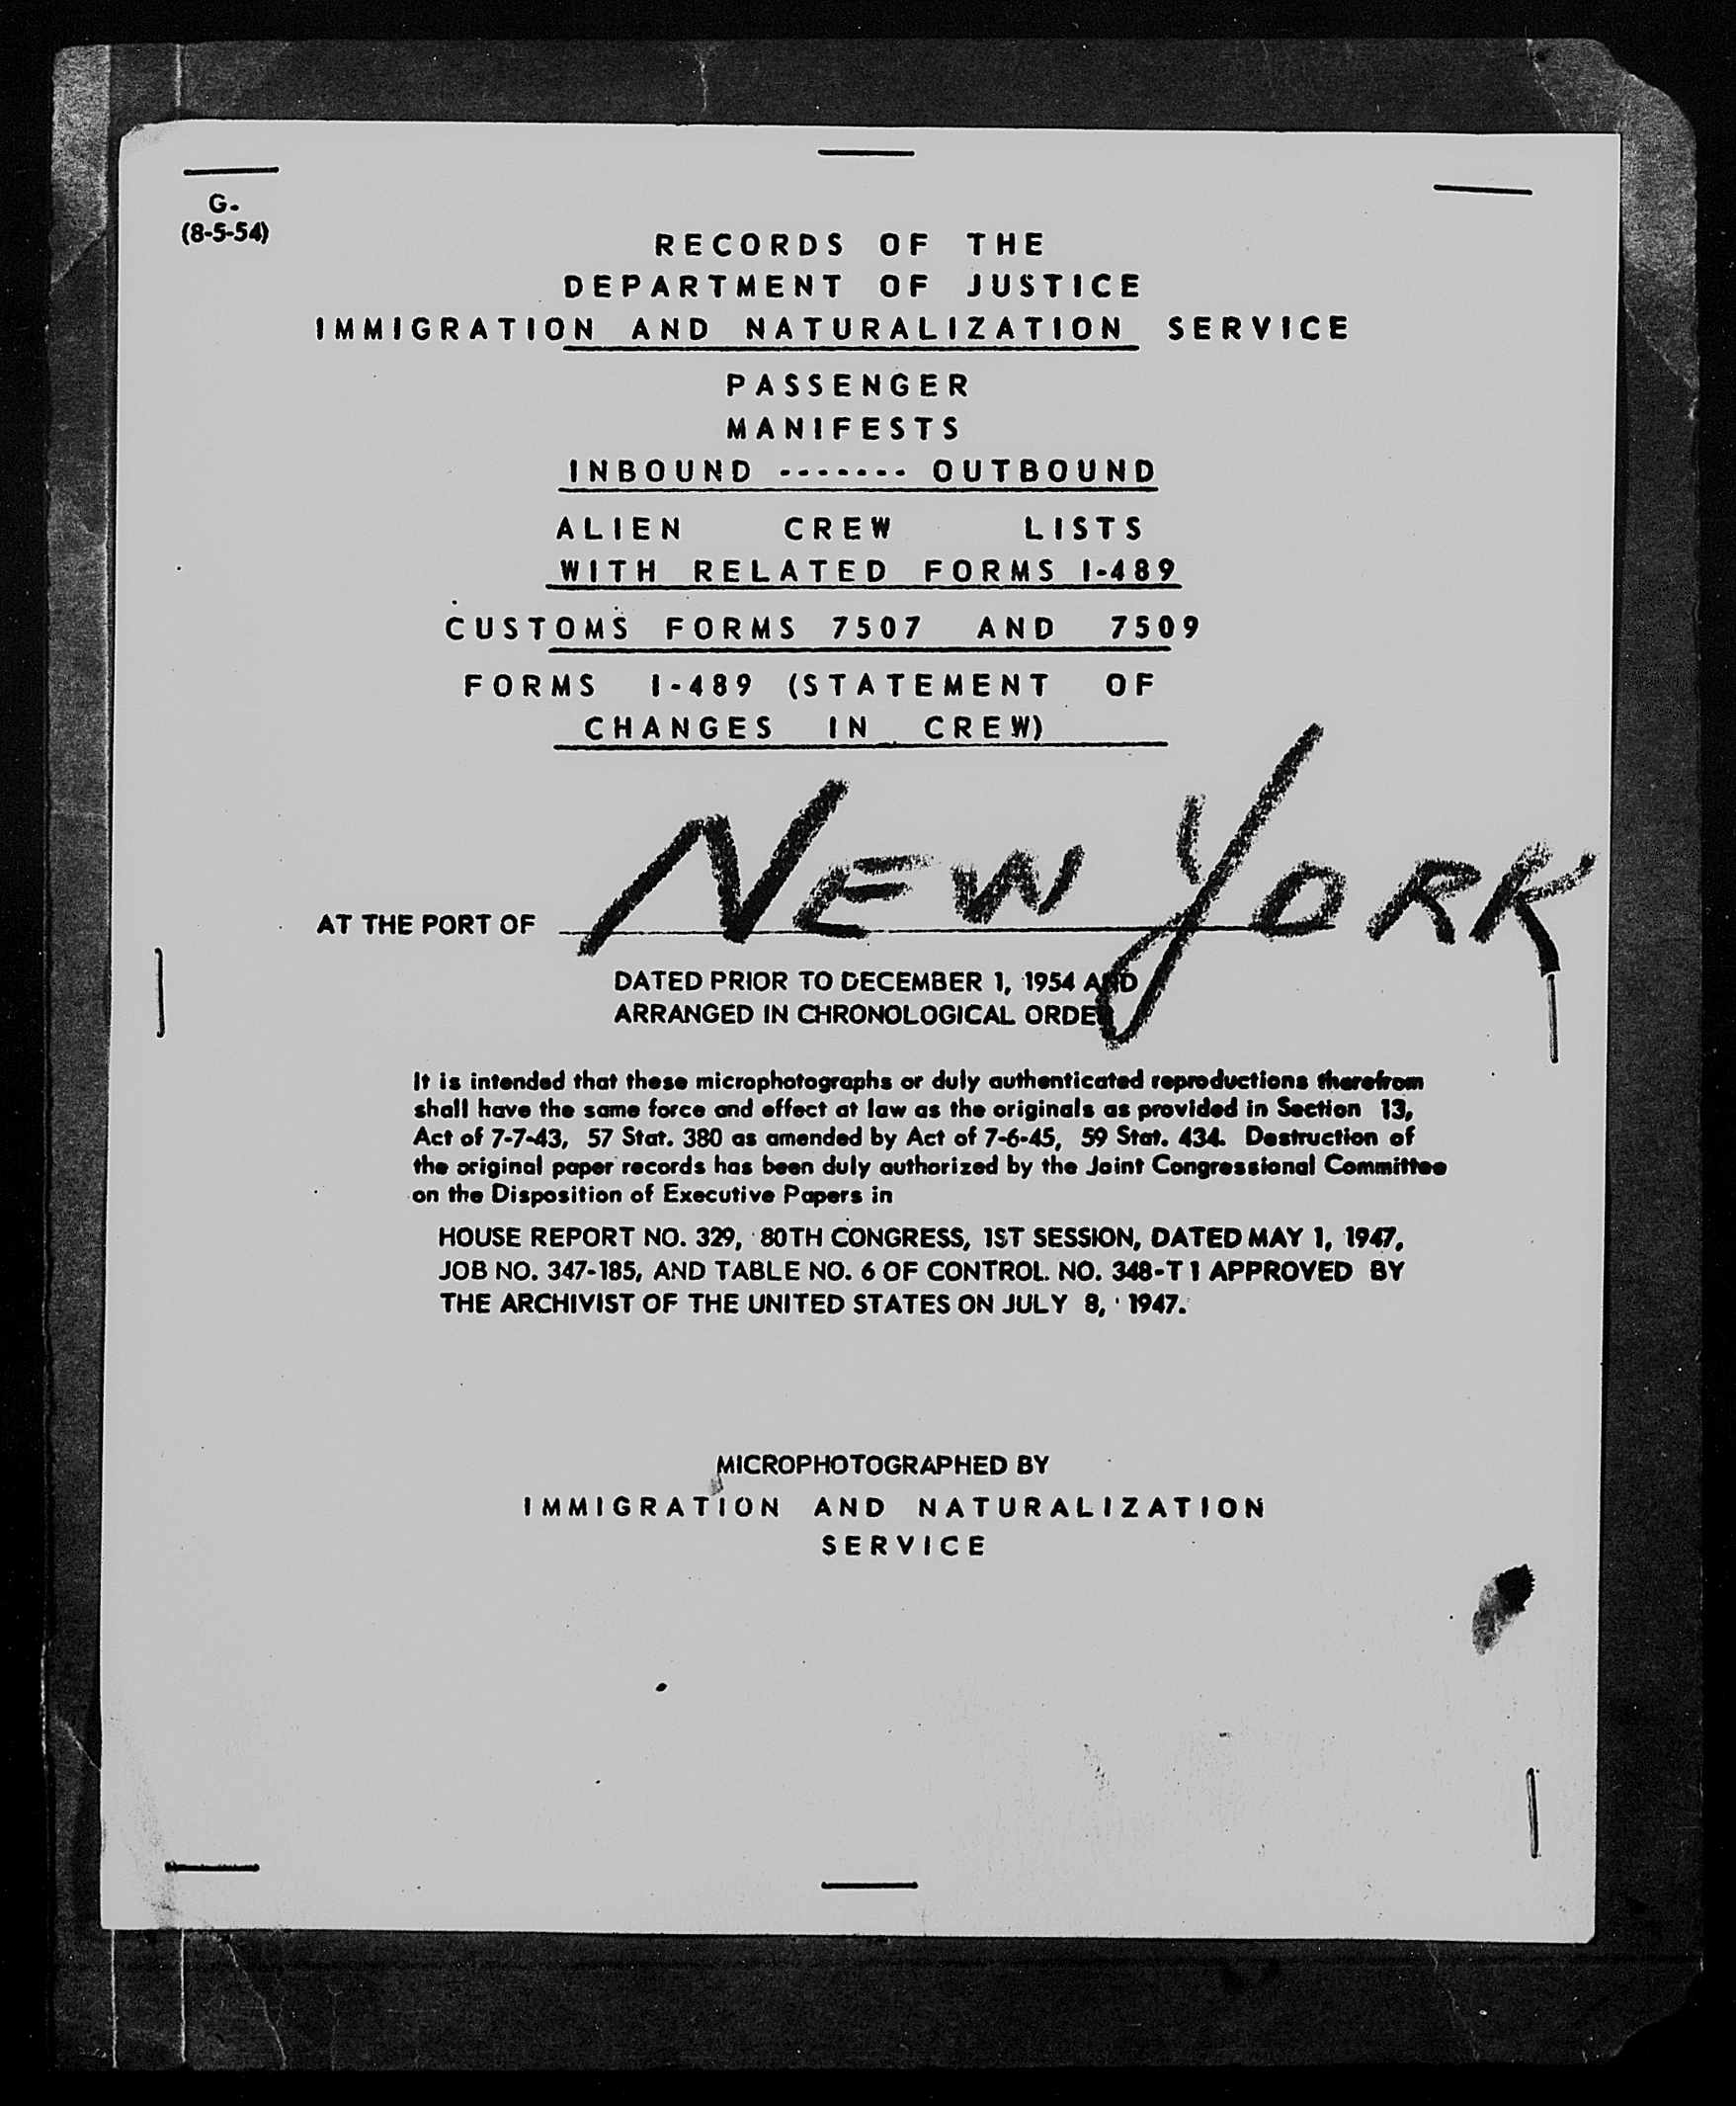 G-
(8-5-54)
RECORDS OF THE
DEPARTMENT OF JUSTICE
IMMIGRATION AND NATURALIZATION SERVICE
PASSENGER
MANIFESTS
INBOUND ------- OUTBOUND
ALIEN CREW LISTS
WITH RELATED FORMS I-489
CUSTOMS FORMS 7507 AND 7509
FORMS I-489 (STATEMENT OF
CHANGES IN CREW)
AT THE PORT OF NEW YORK
DATED PRIOR TO DECEMBER 1, 1954 AND
ARRANGED IN CHRONOLOGICAL ORDER
It is intended that these microphotographs or duly authenticated reproductions therefrom
shall have the same force and effect at law as the originals as provided in Section 13,
Act of 7-7-43, 57 Stat. 380 as amended by Act of 7-6-45, 59 Stat. 434. Destruction of
the original paper records has been duly authorized by the Joint Congressional Committee
on the Disposition of Executive Papers in
HOUSE REPORT NO. 329, 80TH CONGRESS, 1ST SESSION, DATED MAY 1, 1947,
JOB NO. 347-185, AND TABLE NO. 6 OF CONTROL NO. 348-T1 APPROVED BY
THE ARCHIVIST OF THE UNITED STATES ON JULY 8, 1947.
MICROPHOTOGRAPHED BY
IMMIGRATION AND NATURALIZATION
SERVICE